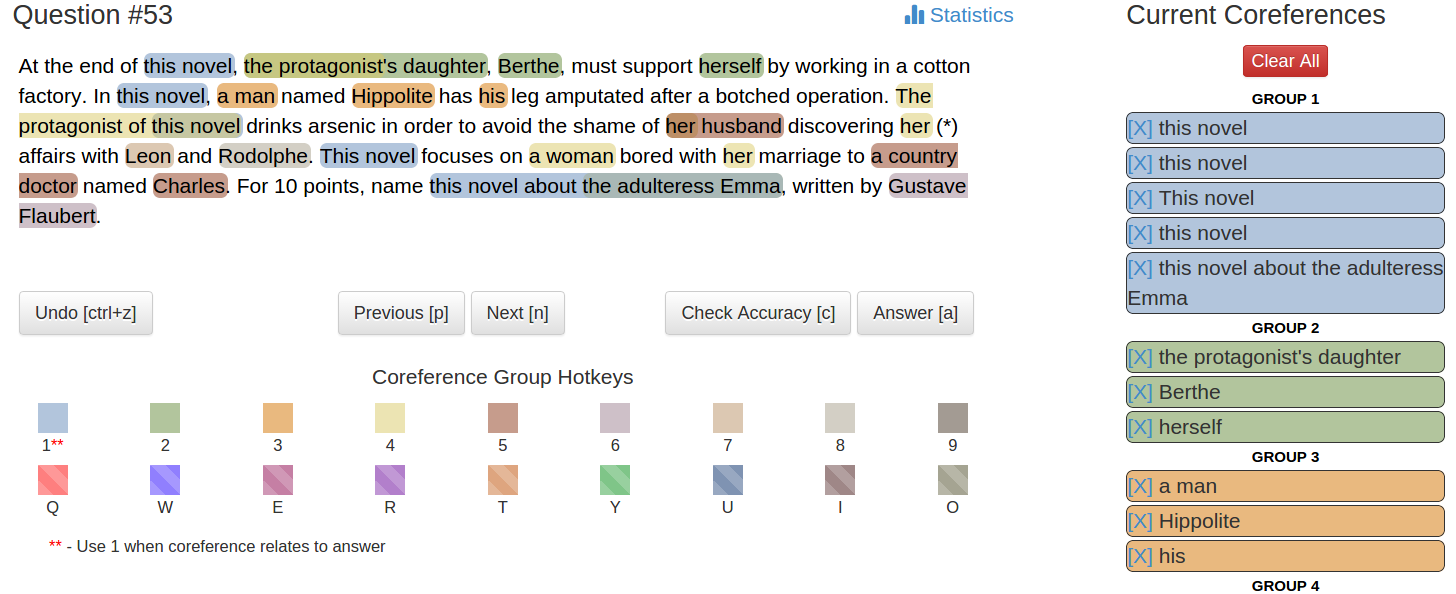 Question #53
Statistics
At the end of this novel, the protagonist's daughter, Berthe, must support herself by working in a cotton
factory. In this novel, a man named Hippolite has his leg amputated after a botched operation. The
protagonist of this novel drinks arsenic in order to avoid the shame of her husband discovering her (*)
affairs with Leon and Rodolphe. This novel focuses on a woman bored with her marriage to a country
doctor named Charles. For 10 points, name this novel about the adulteress Emma, written by Gustave
Flaubert.
Undo [ctrl+z]
Previous [p]
Next [n]
Check Accuracy [c]
Answer [a]
Coreference Group Hotkeys
1**
2
3
4
5
6
7
8
9
Q
W
E
R
T
Y
U
I
O
** - Use 1 when coreference relates to answer
Current Coreferences
Clear All
GROUP 1
[X] this novel
[X] this novel
[X] This novel
[X] this novel
[X] this novel about the adulteress
Emma
GROUP 2
[X] the protagonist's daughter
[X] Berthe
[X] herself
GROUP 3
[X] a man
[X] Hippolite
[X] his
GROUP 4